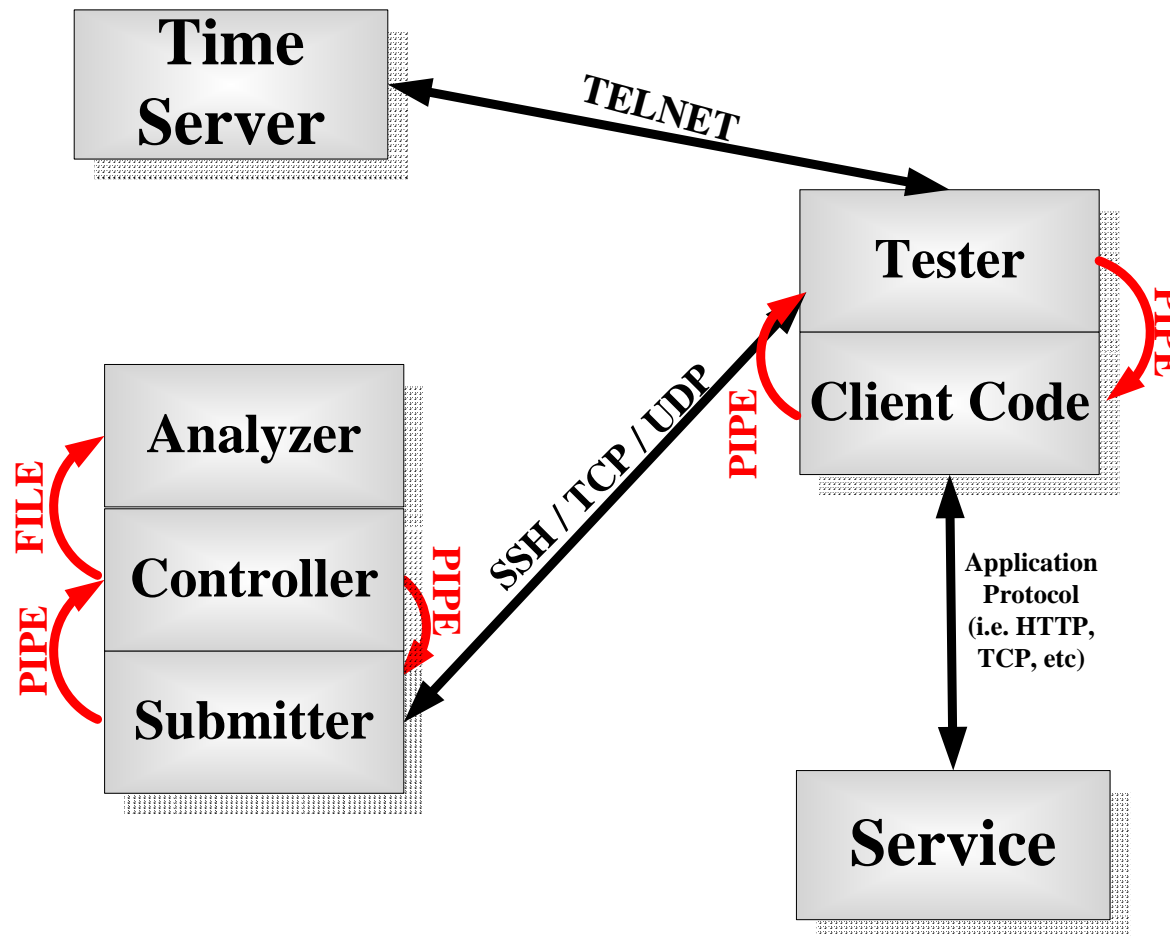 Time
Server
TELNET
Tester
PIPE
Client Code
PIPE
SSH / TCP / UDP
Analyzer
FILE
Controller
PIPE
PIPE
Submitter
Application
Protocol
(i.e. HTTP,
TCP, etc)
Service